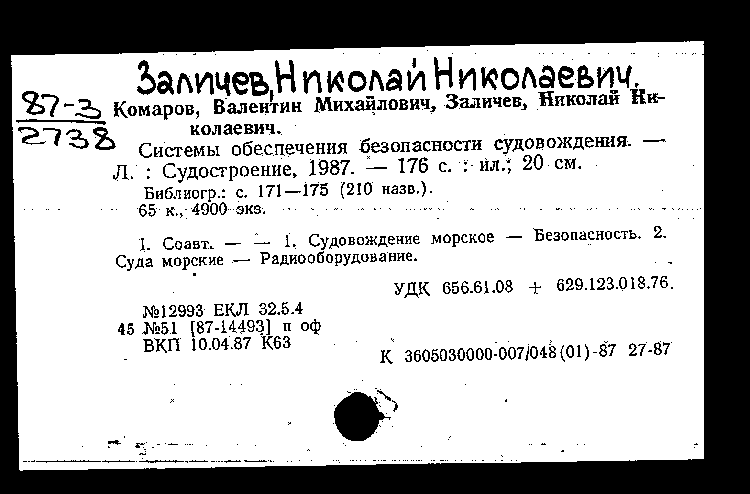 Заличев, Николай Николаевич.
87-3
2738
Комаров, Валентин Михайлович, Заличев, Николай Ни-
колаевич.
Системы обеспечения безопасности судовождения. —
Л. : Судостроение, 1987. — 176 с. : ил.; 20 см.
Библиогр.: с. 171—175 (210 назв.).
65 к., 4900 экз.
I. Соавт. — — 1. Судовождение морское — Безопасность. 2.
Суда морские — Радиооборудование.
УДК 656.61.08 + 629.123.018.76.
№12993 ЕКЛ 32.5.4
45 №51 [87-14493] п оф
ВКП 10.04.87 К63
К 3605030000-007/048(01)-87 27-87